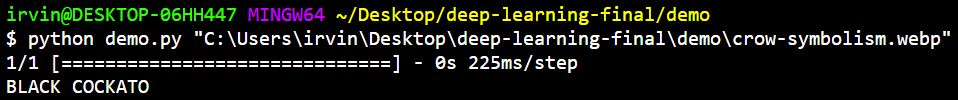 irvin@DESKTOP-06HH447 MINGW64 ~/Desktop/deep-learning-final/demo
$ python demo.py "C:\Users\irvin\Desktop\deep-learning-final\demo\crow-symbolism.webp"
1/1 [==============================] - 0s 225ms/step
BLACK COCKATO